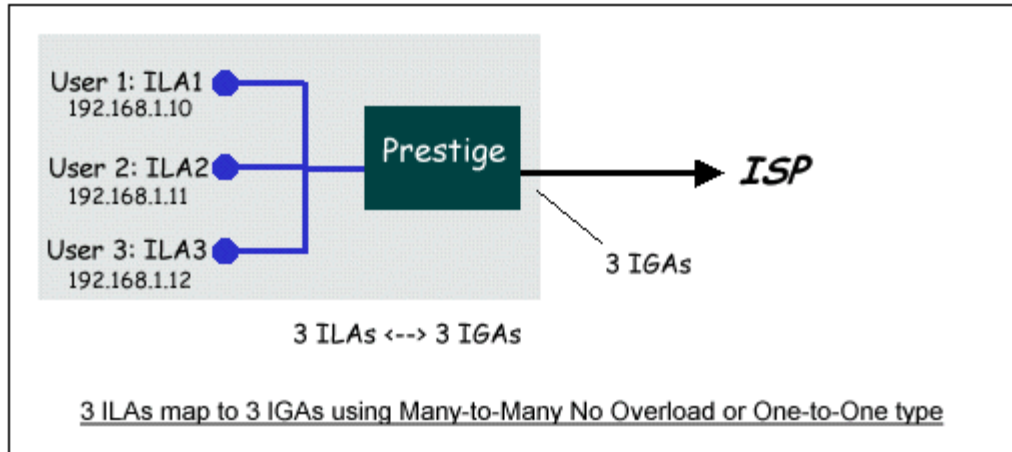 User 1: ILA1
192.168.1.10
User 2: ILA2
192.168.1.11
User 3: ILA3
192.168.1.12
Prestige
ISP
3 IGAs
3 ILAs <--> 3 IGAs
3 ILAs map to 3 IGAs using Many-to-Many No Overload or One-to-One type